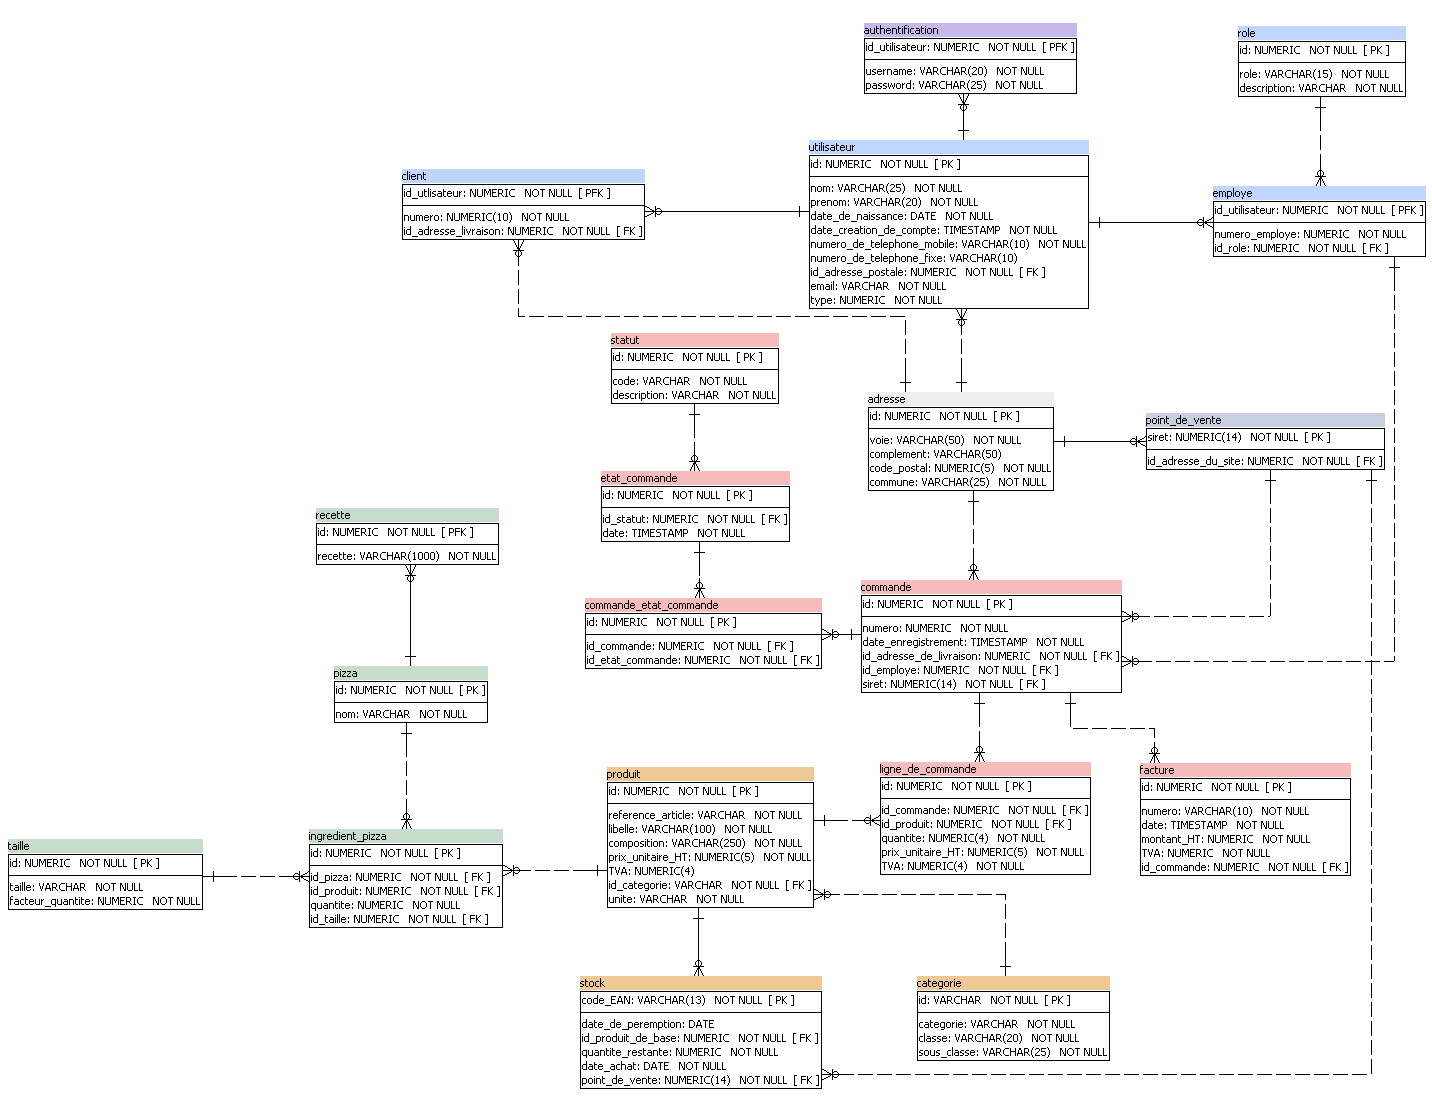 authentification
id_utilisateur: NUMERIC NOT NULL [ PFK ]
username: VARCHAR(20) NOT NULL
password: VARCHAR(25) NOT NULL
role
id: NUMERIC NOT NULL [ PK ]
role: VARCHAR(15) NOT NULL
description: VARCHAR NOT NULL
utilisateur
id: NUMERIC NOT NULL [ PK ]
nom: VARCHAR(25) NOT NULL
prenom: VARCHAR(20) NOT NULL
date_de_naissance: DATE NOT NULL
date_creation_de_compte: TIMESTAMP NOT NULL
numero_de_telephone_mobile: VARCHAR(10) NOT NULL
numero_de_telephone_fixe: VARCHAR(10)
id_adresse_postale: NUMERIC NOT NULL [ FK ]
email: VARCHAR NOT NULL
type: NUMERIC NOT NULL
client
id_utlisateur: NUMERIC NOT NULL [ PFK ]
numero: NUMERIC(10) NOT NULL
id_adresse_livraison: NUMERIC NOT NULL [ FK ]
employe
id_utilisateur: NUMERIC NOT NULL [ PFK ]
numero_employe: NUMERIC NOT NULL
id_role: NUMERIC NOT NULL [ FK ]
statut
id: NUMERIC NOT NULL [ PK ]
code: VARCHAR NOT NULL
description: VARCHAR NOT NULL
adresse
id: NUMERIC NOT NULL [ PK ]
voie: VARCHAR(50) NOT NULL
complement: VARCHAR(50)
code_postal: NUMERIC(5) NOT NULL
commune: VARCHAR(25) NOT NULL
point_de_vente
siret: NUMERIC(14) NOT NULL [ PK ]
id_adresse_du_site: NUMERIC NOT NULL [ FK ]
etat_commande
id: NUMERIC NOT NULL [ PK ]
id_statut: NUMERIC NOT NULL [ FK ]
date: TIMESTAMP NOT NULL
recette
id: NUMERIC NOT NULL [ PFK ]
recette: VARCHAR(1000) NOT NULL
commande_etat_commande
id: NUMERIC NOT NULL [ PK ]
id_commande: NUMERIC NOT NULL [ FK ]
id_etat_commande: NUMERIC NOT NULL [ FK ]
commande
id: NUMERIC NOT NULL [ PK ]
numero: NUMERIC NOT NULL
date_enregistrement: TIMESTAMP NOT NULL
id_adresse_de_livraison: NUMERIC NOT NULL [ FK ]
id_employe: NUMERIC NOT NULL [ FK ]
siret: NUMERIC(14) NOT NULL [ FK ]
pizza
id: NUMERIC NOT NULL [ PK ]
nom: VARCHAR NOT NULL
produit
id: NUMERIC NOT NULL [ PK ]
reference_article: VARCHAR NOT NULL
libelle: VARCHAR(100) NOT NULL
composition: VARCHAR(250) NOT NULL
prix_unitaire_HT: NUMERIC(5) NOT NULL
TVA: NUMERIC(4)
id_categorie: VARCHAR NOT NULL [ FK ]
unite: VARCHAR NOT NULL
ligne_de_commande
id: NUMERIC NOT NULL [ PK ]
id_commande: NUMERIC NOT NULL [ FK ]
id_produit: NUMERIC NOT NULL [ FK ]
quantite: NUMERIC(4) NOT NULL
prix_unitaire_HT: NUMERIC(5) NOT NULL
TVA: NUMERIC(4) NOT NULL
facture
id: NUMERIC NOT NULL [ PK ]
numero: VARCHAR(10) NOT NULL
date: TIMESTAMP NOT NULL
montant_HT: NUMERIC NOT NULL
TVA: NUMERIC NOT NULL
id_commande: NUMERIC NOT NULL [ FK ]
taille
id: NUMERIC NOT NULL [ PK ]
taille: VARCHAR NOT NULL
facteur_quantite: NUMERIC NOT NULL
ingredient_pizza
id: NUMERIC NOT NULL [ PK ]
id_pizza: NUMERIC NOT NULL [ FK ]
id_produit: NUMERIC NOT NULL [ FK ]
quantite: NUMERIC NOT NULL
id_taille: NUMERIC NOT NULL [ FK ]
stock
code_EAN: VARCHAR(13) NOT NULL [ PK ]
date_de_peremption: DATE
id_produit_de_base: NUMERIC NOT NULL [ FK ]
quantite_restante: NUMERIC NOT NULL
date_achat: DATE NOT NULL
point_de_vente: NUMERIC(14) NOT NULL [ FK ]
categorie
id: VARCHAR NOT NULL [ PK ]
categorie: VARCHAR NOT NULL
classe: VARCHAR(20) NOT NULL
sous_classe: VARCHAR(25) NOT NULL